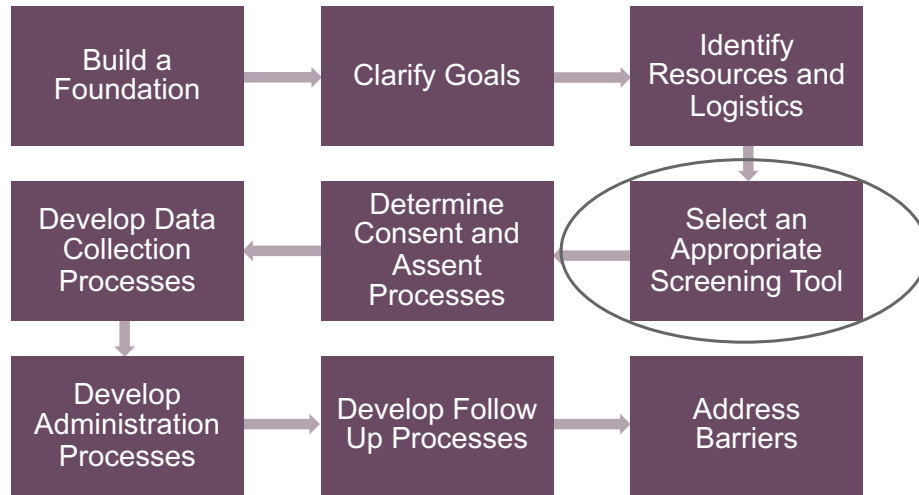 Build a
Foundation
Clarify Goals
Identify
Resources and
Logistics
Select an
Appropriate
Screening Tool
Determine
Consent and
Assent
Processes
Develop Data
Collection
Processes
Develop
Administration
Processes
Develop Follow
Up Processes
Address
Barriers